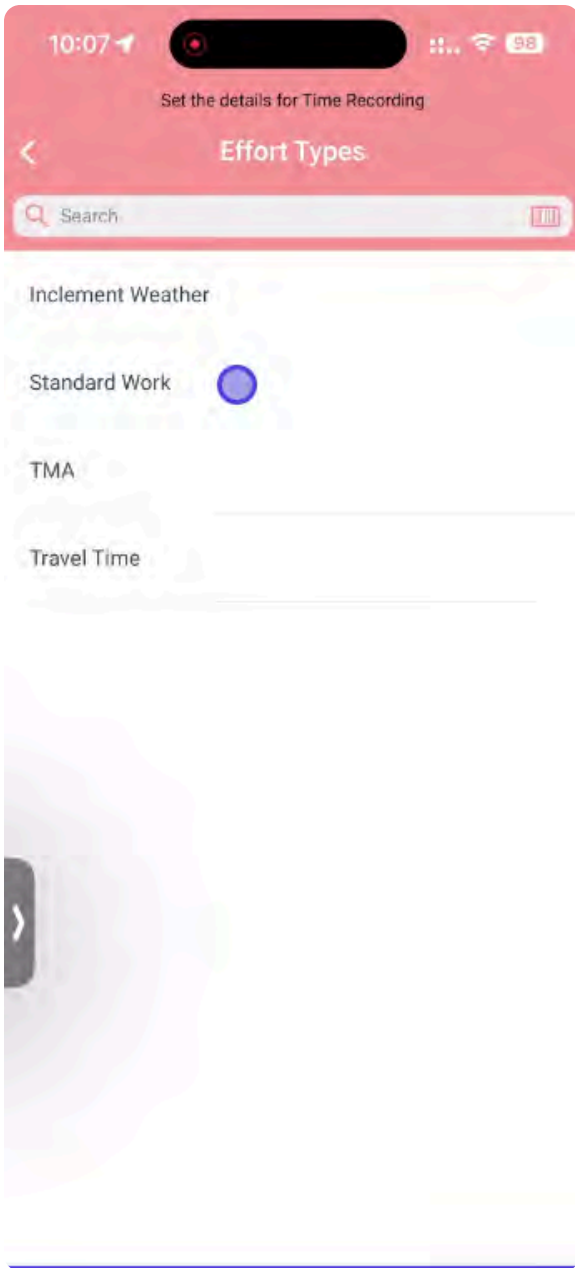 10:07
98
Set the details for Time Recording
Effort Types
Search
Inclement Weather
Standard Work
TMA
Travel Time